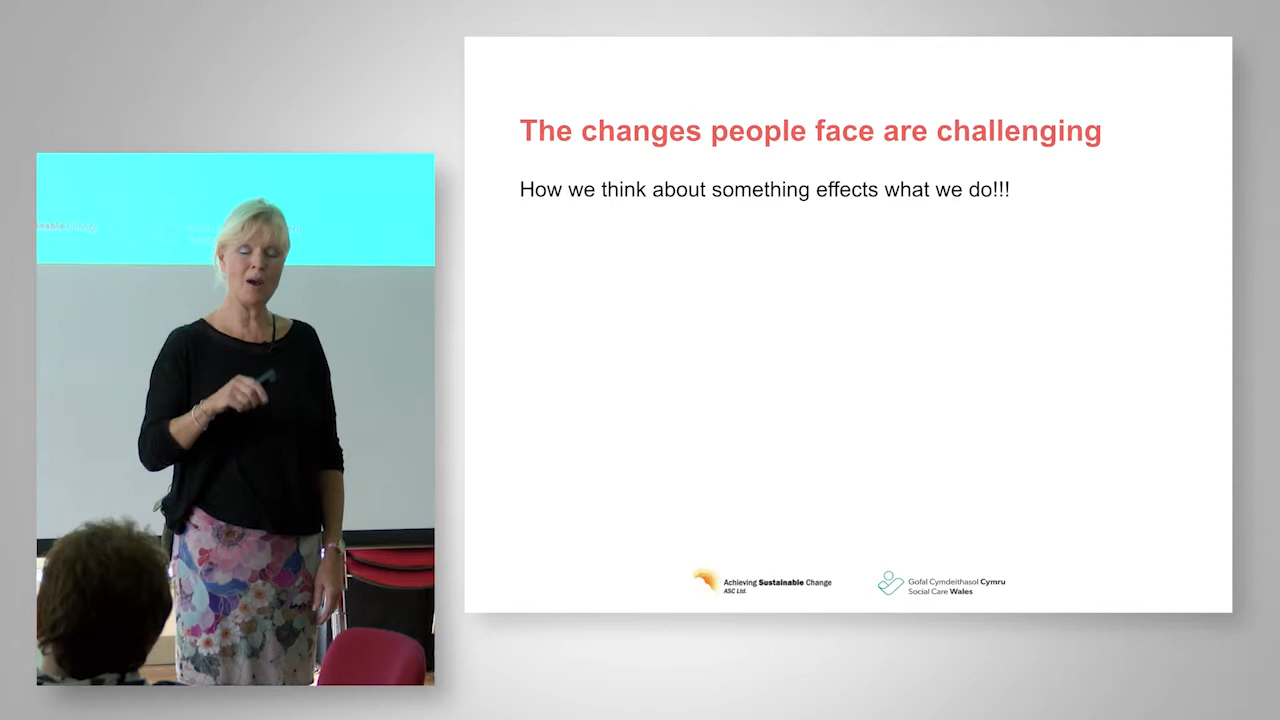 The changes people face are challenging
How we think about something effects what we do!!!
Achieving Sustainable Change
ASC Ltd.
Gofal Cymdeithasol Cymru
Social Care Wales